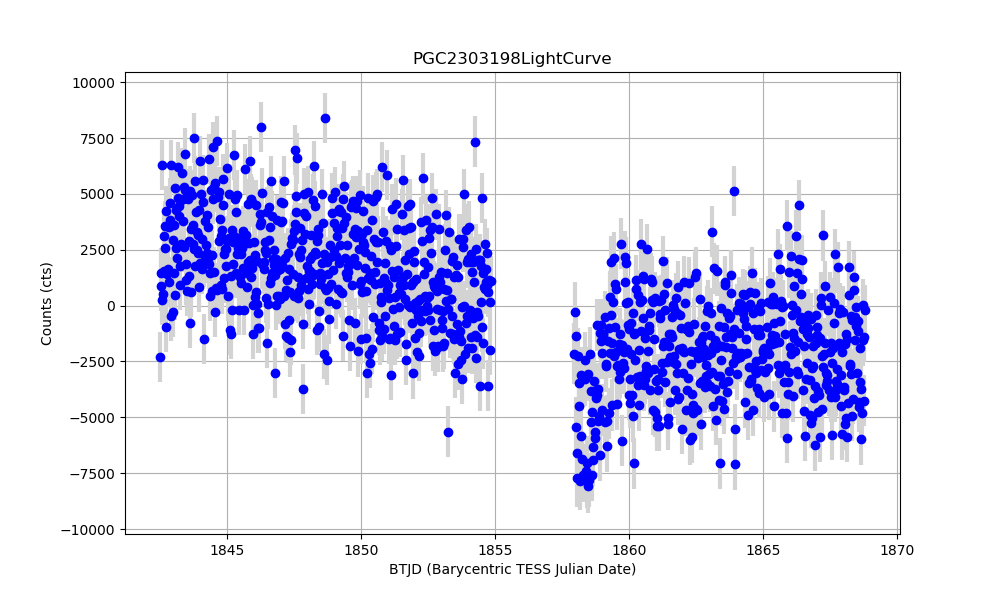 PGC2303198LightCurve
10000
7500
5000
2500
0
−2500
−5000
−7500
−10000
Counts (cts)
1845 1850 1855 1860 1865 1870
BTJD (Barycentric TESS Julian Date)